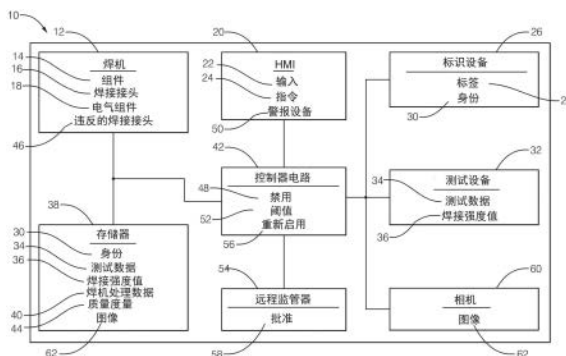 10
12
焊机
14
组件
16
焊接接头
18
电气组件
违反的焊接接头
46
20
HMI
22
输入
24
指令
50
警报设备
26
标识设备
标签
2
30
身份
42
控制器电路
48
禁用
52
阈值
56
重新启用
32
测试设备
34
测试数据
焊接强度值
36
38
存储器
30
身份
34
测试数据
36
焊接强度值
40
焊机处理数据
44
质量度量
图像
62
54
远程监管器
批准
58
60
相机
图像
62